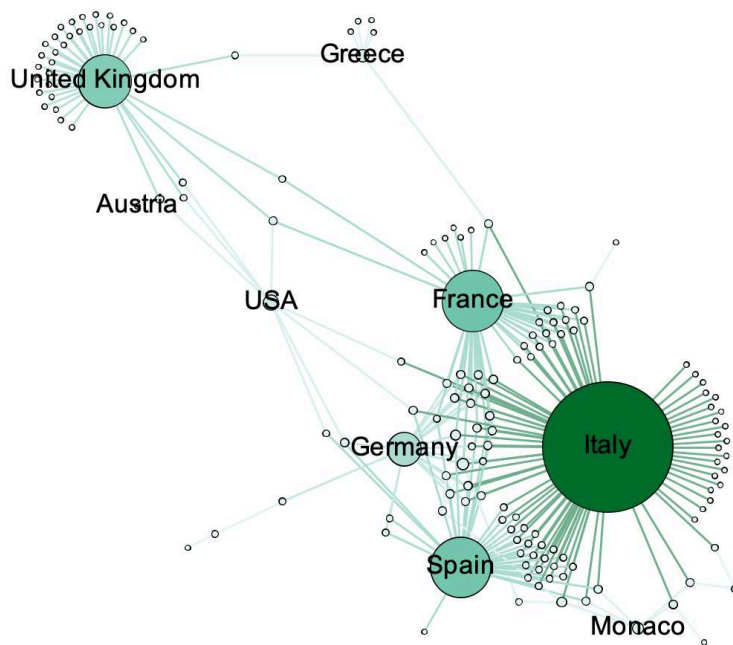 Greece
United Kingdom
Austria
USA
France
Germany
Italy
Spain
Monaco